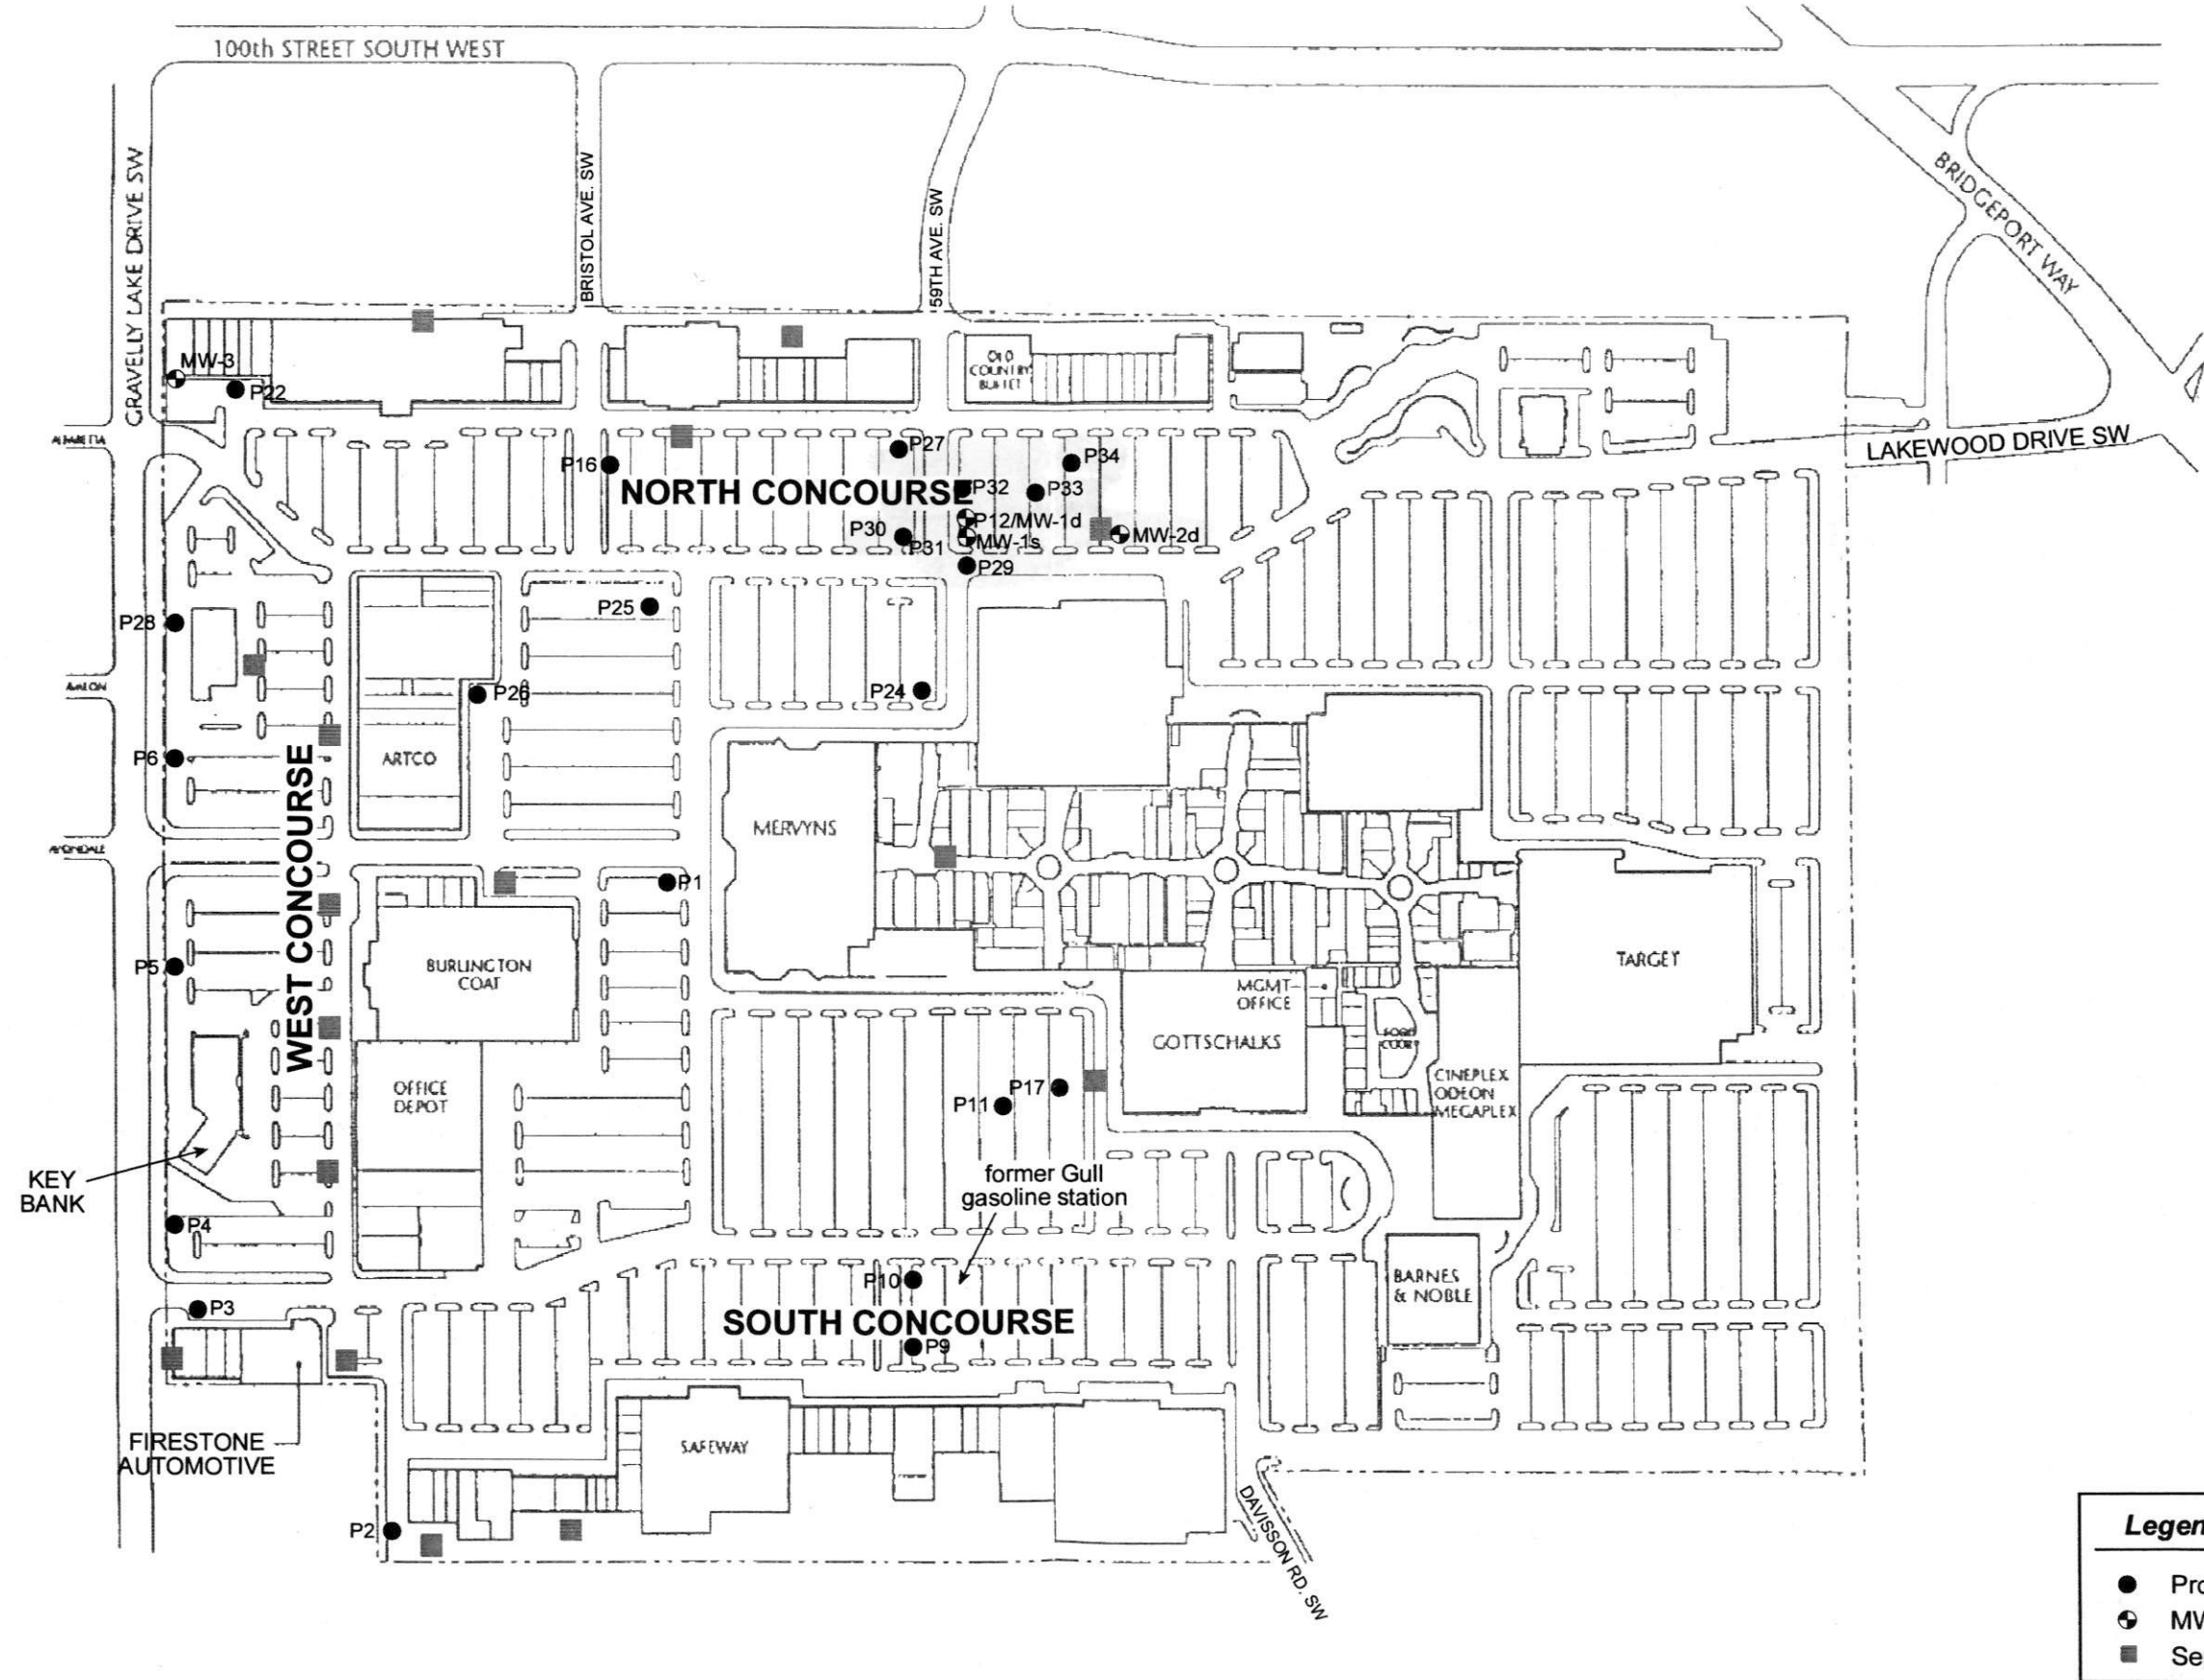 100th STREET SOUTH WEST
GRAVELLY LAKE DRIVE SW
BRISTOL AVE. SW
59TH AVE. SW
BRIDGEPORT WAY
MW-3
P22
OLD
COUNTRY
BUFFET
LAKEWOOD DRIVE SW
P27
P34
P16
NORTH CONCOURSE
P32
P33
P12/MW-1d
P30
P31
MW-1s
MW-2d
P29
P25
P28
P24
AVALON
P26
P6
ARTCO
WEST CONCOURSE
MERVYNS
AVONDALE
P1
P5
BURLINGTON
COAT
TARGET
MGMT
OFFICE
GOTTSCHALKS
FOOD
COURT
OFFICE
DEPOT
P17
P11
CINEPLEX
ODEON
MEGAPLEX
KEY
BANK
former Gull
gasoline station
P4
P10
BARNES
& NOBLE
P3
SOUTH CONCOURSE
P9
FIRESTONE
AUTOMOTIVE
SAFEWAY
P2
DAVISSON RD. SW
Legen
Pro
MW
Se